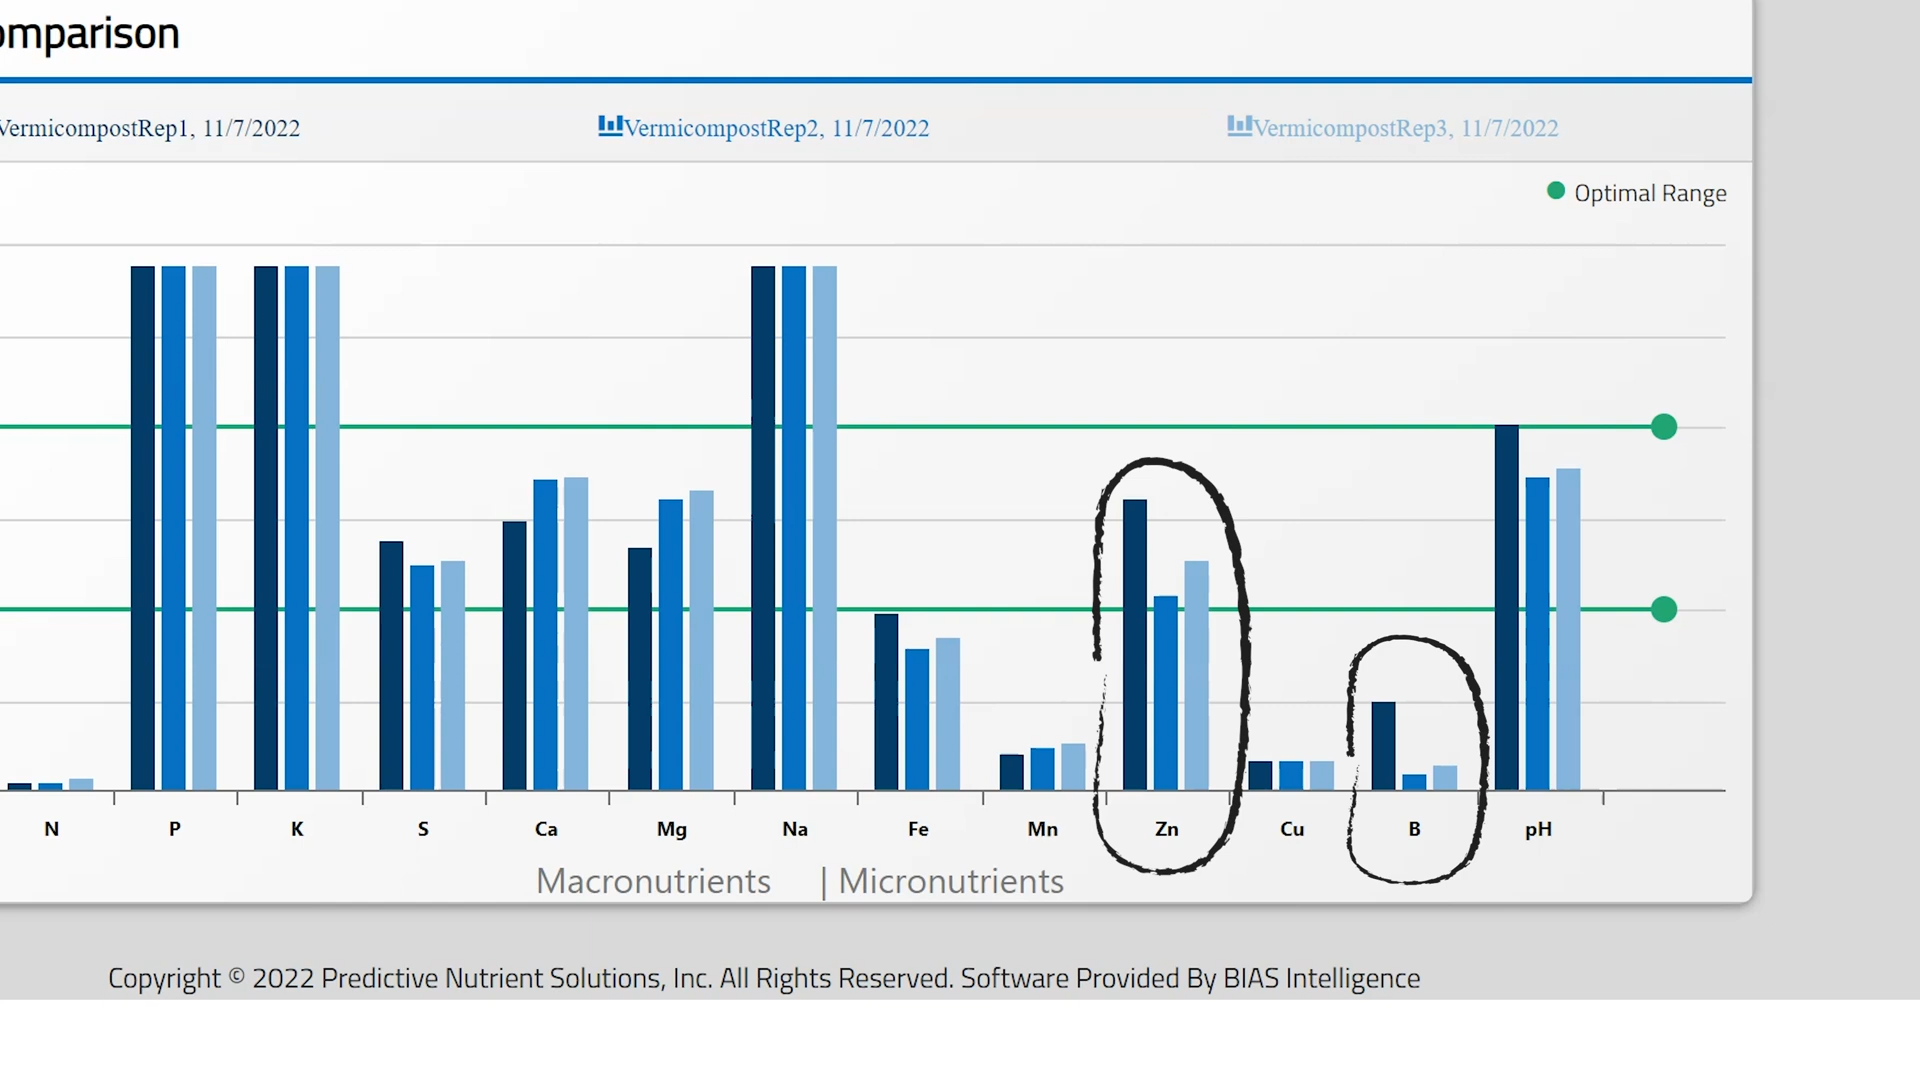 omparison
VermicompostRep1, 11/7/2022
VermicompostRep2, 11/7/2022
VermicompostRep3, 11/7/2022
Optimal Range
N P K S Ca Mg Na Fe Mn Zn Cu B pH
Macronutrients | Micronutrients
Copyright © 2022 Predictive Nutrient Solutions, Inc. All Rights Reserved. Software Provided By BIAS Intelligence